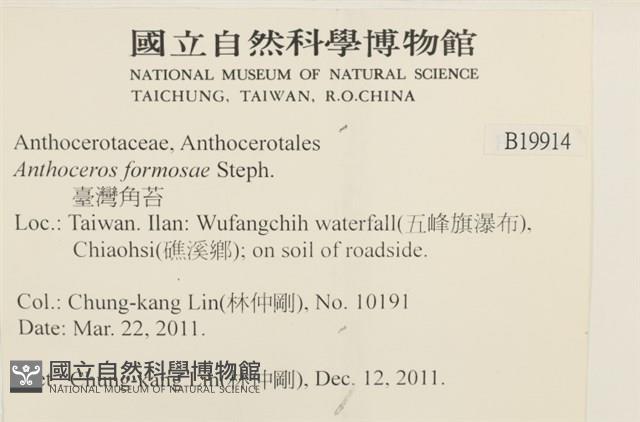 國立自然科學博物館
NATIONAL MUSEUM OF NATURAL SCIENCE
TAICHUNG, TAIWAN, R.O.CHINA
Anthocerotaceae, Anthocerotales
B19914
Anthoceros formosae Steph.
臺灣角苔
Loc.: Taiwan. Ilan: Wufangchih waterfall(五峰旗瀑布),
Chiaohsi(礁溪鄉); on soil of roadside.
Col.: Chung-kang Lin(林仲剛), No. 10191
Date: Mar. 22, 2011.
Chung-kang Lin(林仲剛), Dec. 12, 2011.
國立自然科學博物館
NATIONAL MUSEUM OF NATURAL SCIENCE